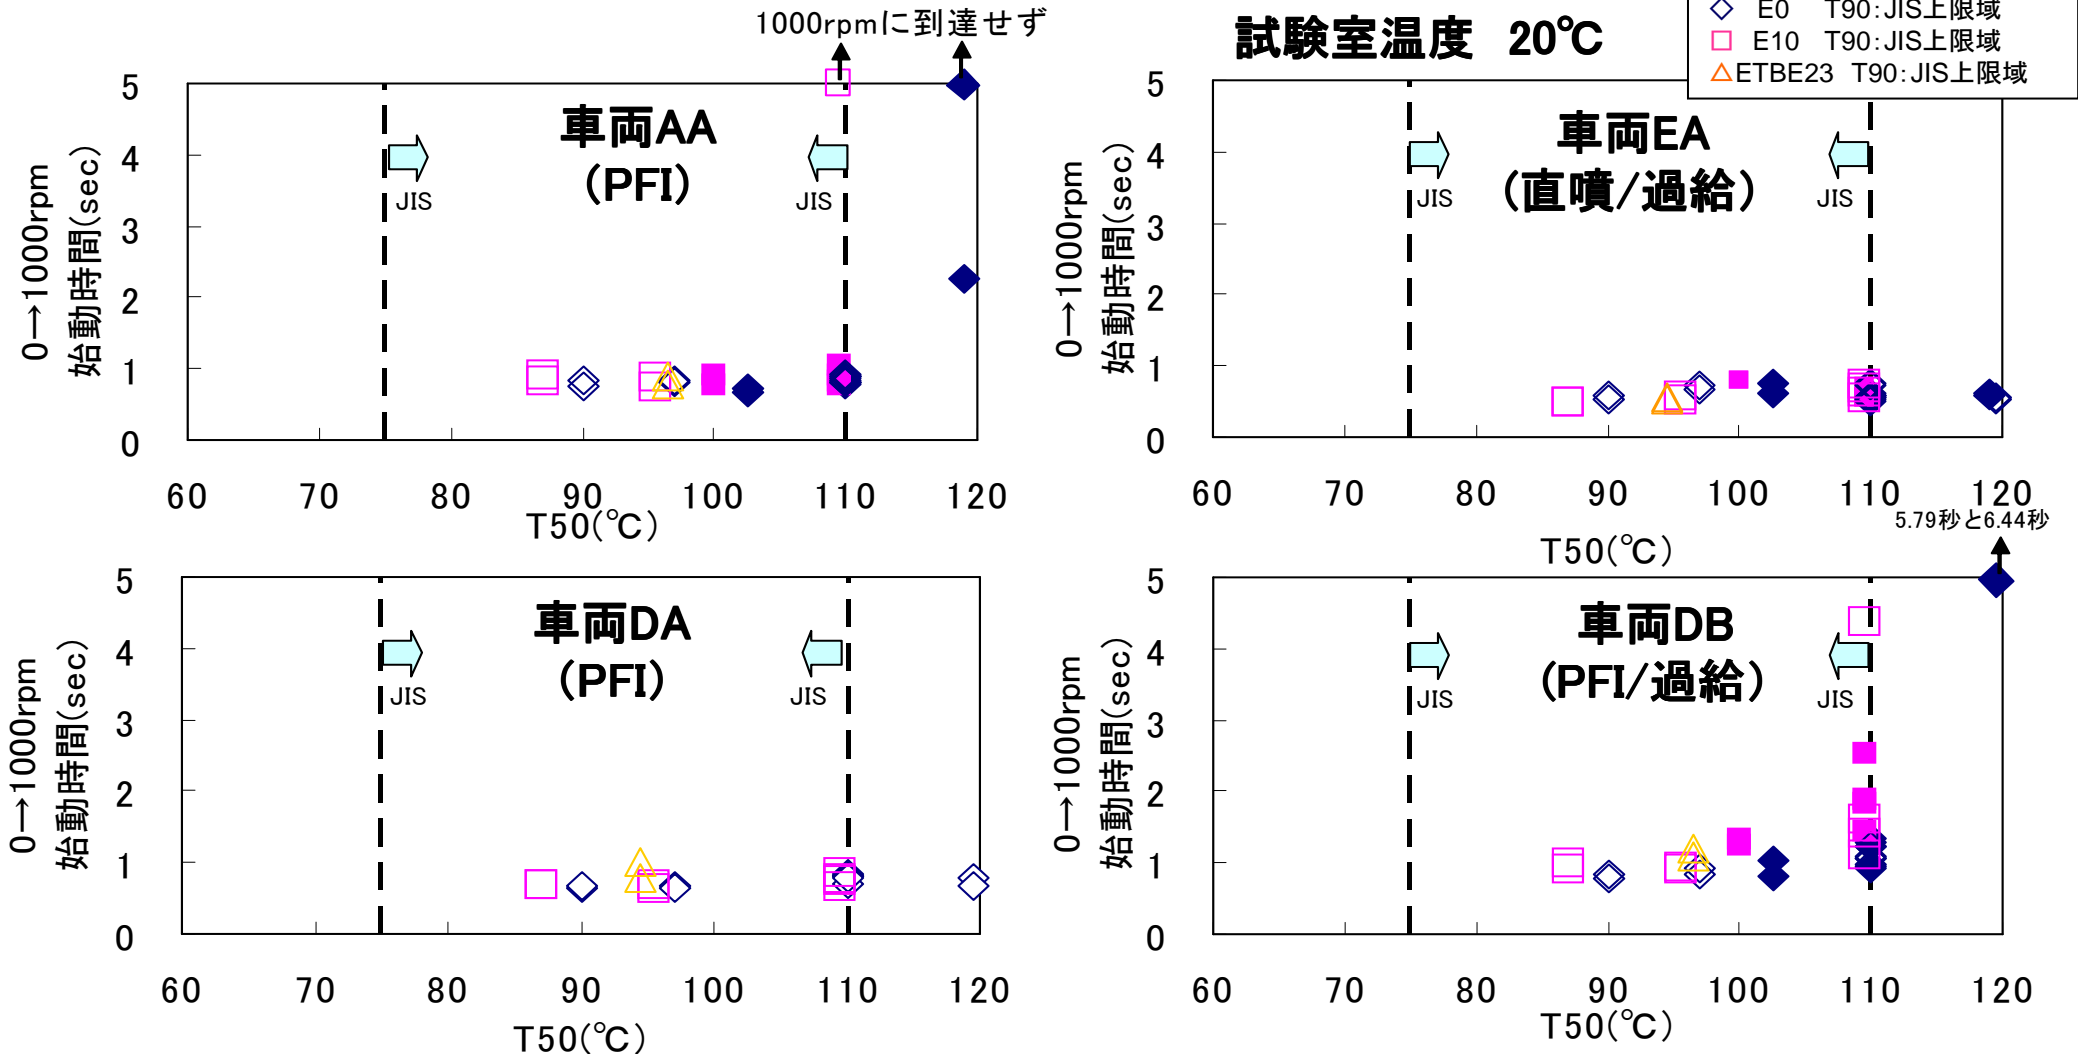 1000rpmに到達せず
試験室温度 20℃
E0 T90:JIS上限域
E10 T90:JIS上限域
ETBE23 T90:JIS上限域
車両AA
(PFI)
JIS
JIS
0→1000rpm
始動時間(sec)
5
4
3
2
1
0
60 70 80 90 100 110 120
T50(℃)
車両EA
(直噴/過給)
JIS
JIS
0→1000rpm
始動時間(sec)
5
4
3
2
1
0
60 70 80 90 100 110 120
T50(℃)
車両DA
(PFI)
JIS
JIS
0→1000rpm
始動時間(sec)
5
4
3
2
1
0
60 70 80 90 100 110 120
T50(℃)
5.79秒と6.44秒
車両DB
(PFI/過給)
JIS
JIS
0→1000rpm
始動時間(sec)
5
4
3
2
1
0
60 70 80 90 100 110 120
T50(℃)